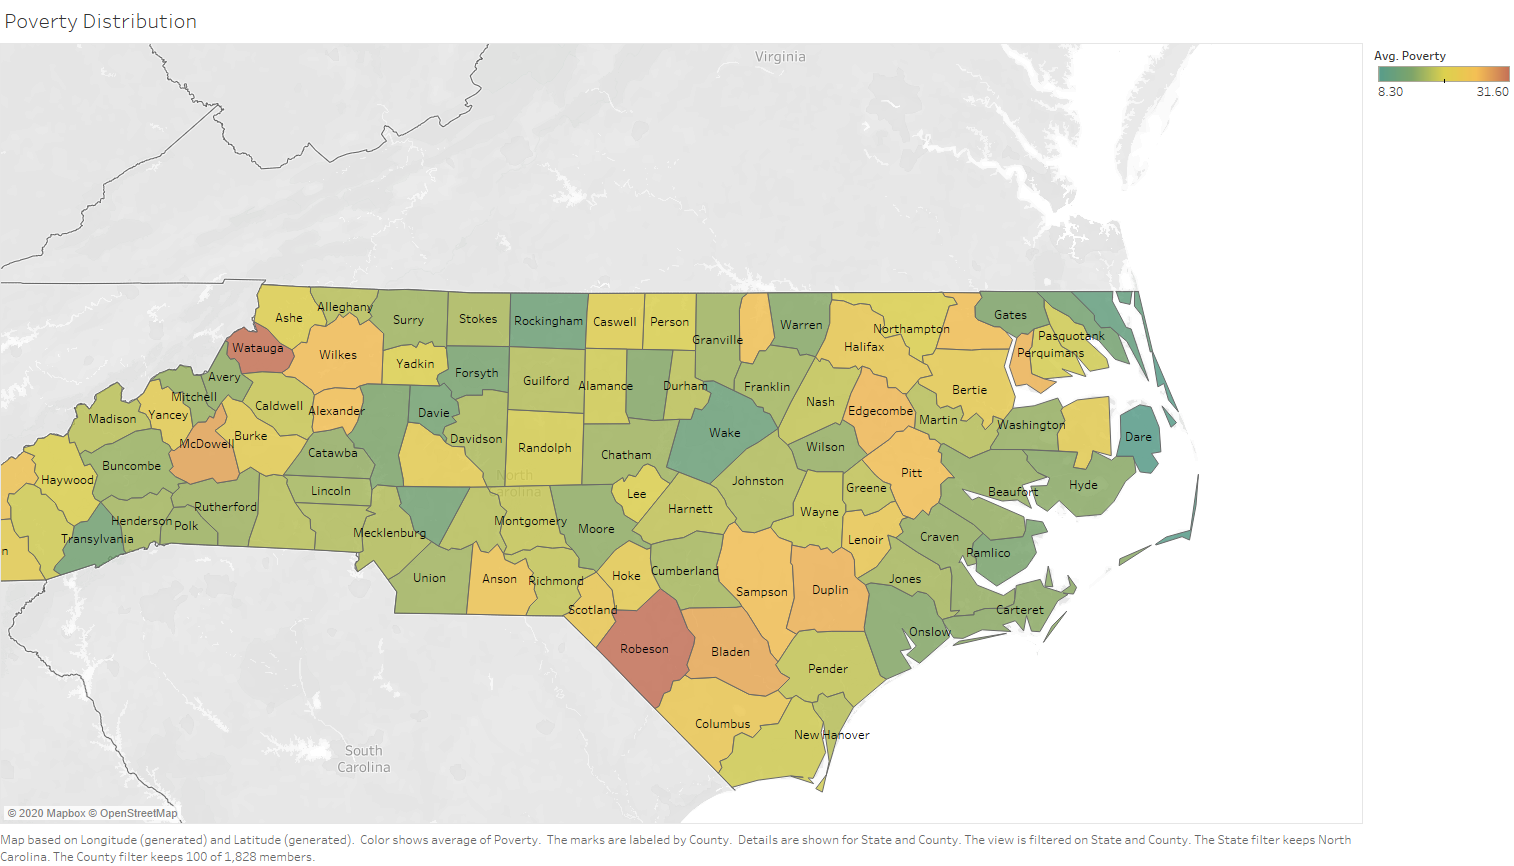 Poverty Distribution
Virginia
Avg. Poverty
8.30
31.60
Ashe
Alleghany
Surry
Stokes
Rockingham
Caswell
Person
Granville
Warren
Northampton
Halifax
Gates
Pasquotank
Perquimans
Watauga
Wilkes
Yadkin
Forsyth
Guilford
Alamance
Durham
Franklin
Nash
Edgecombe
Bertie
Martin
Washington
Dare
Avery
Mitchell
Caldwell
Alexander
Davie
Davidson
Randolph
Chatham
Wake
Wilson
Pitt
Madison
Yancey
McDowell
Burke
Catawba
Buncombe
Haywood
Lincoln
Rutherford
Henderson
Polk
Transylvania
n
North
Carolina
Mecklenburg
Montgomery
Moore
Lee
Harnett
Johnston
Greene
Wayne
Lenoir
Beaufort
Hyde
Craven
Pamlico
Jones
Carteret
Onslow
Union
Anson
Richmond
Hoke
Scotland
Cumberland
Sampson
Duplin
Robeson
Bladen
Pender
Columbus
New Hanover
South
Carolina
© 2020 Mapbox © OpenStreetMap
Map based on Longitude (generated) and Latitude (generated). Color shows average of Poverty. The marks are labeled by County. Details are shown for State and County. The view is filtered on State and County. The State filter keeps North
Carolina. The County filter keeps 100 of 1,828 members.